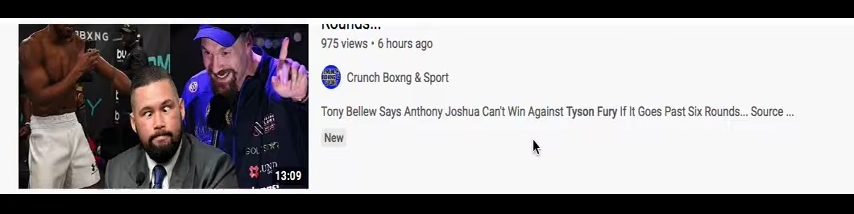 Rounds...
975 views • 6 hours ago
Crunch Boxng & Sport
Tony Bellew Says Anthony Joshua Can't Win Against Tyson Fury If It Goes Past Six Rounds... Source ...
New
BXNG
13:09